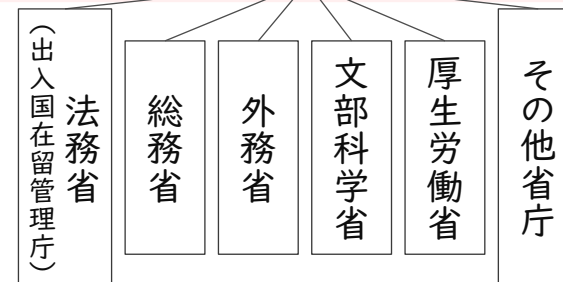 法務省
（出入国在留管理庁）
総務省
外務省
文部科学省
厚生労働省
その他省庁